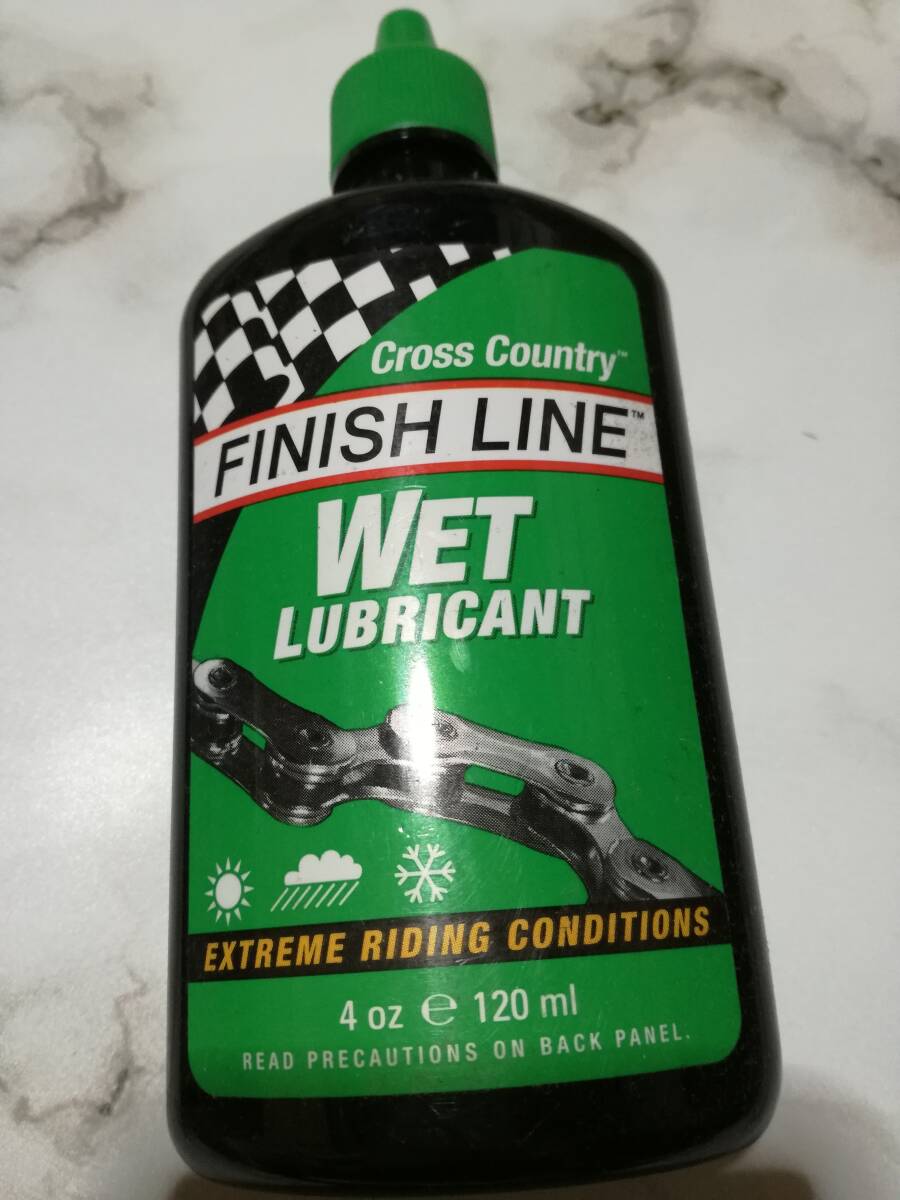 Cross Country™
FINISH LINE™
WET
LUBRICANT
EXTREME RIDING CONDITIONS
4 oz ℮ 120 ml
READ PRECAUTIONS ON BACK PANEL.